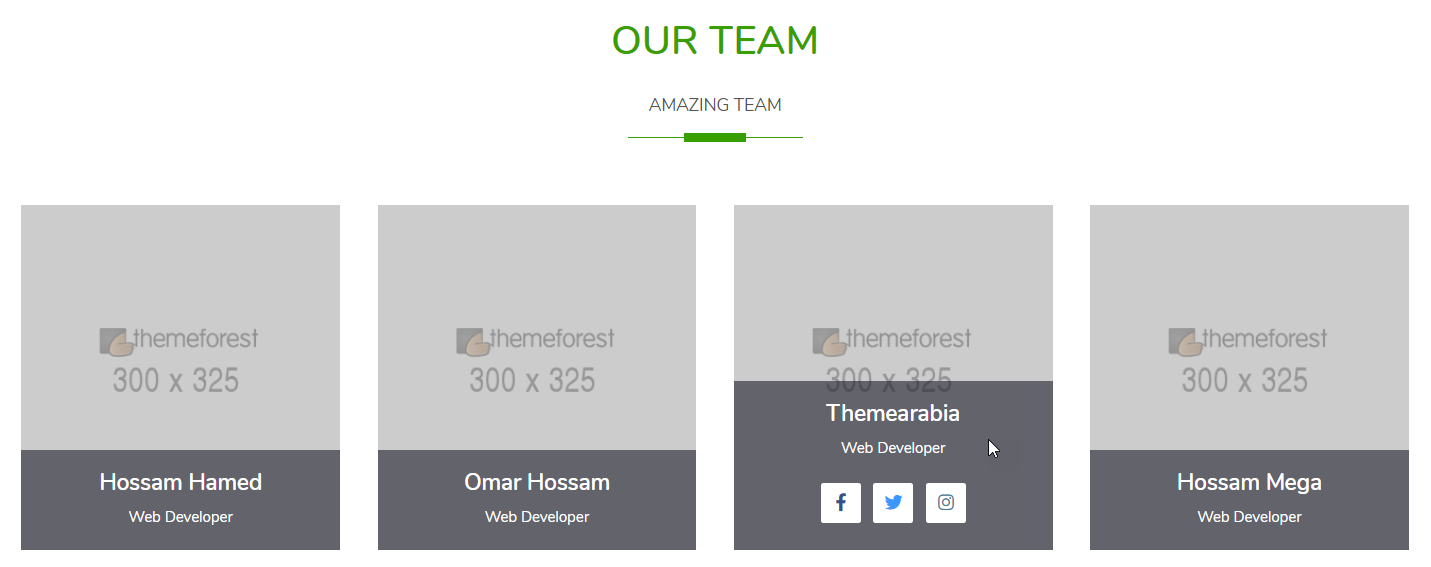 OUR TEAM
AMAZING TEAM
themeforest
300 x 325
Hossam Hamed
Web Developer
themeforest
300 x 325
Omar Hossam
Web Developer
themeforest
300 x 325
Themearabia
Web Developer
themeforest
300 x 325
Hossam Mega
Web Developer